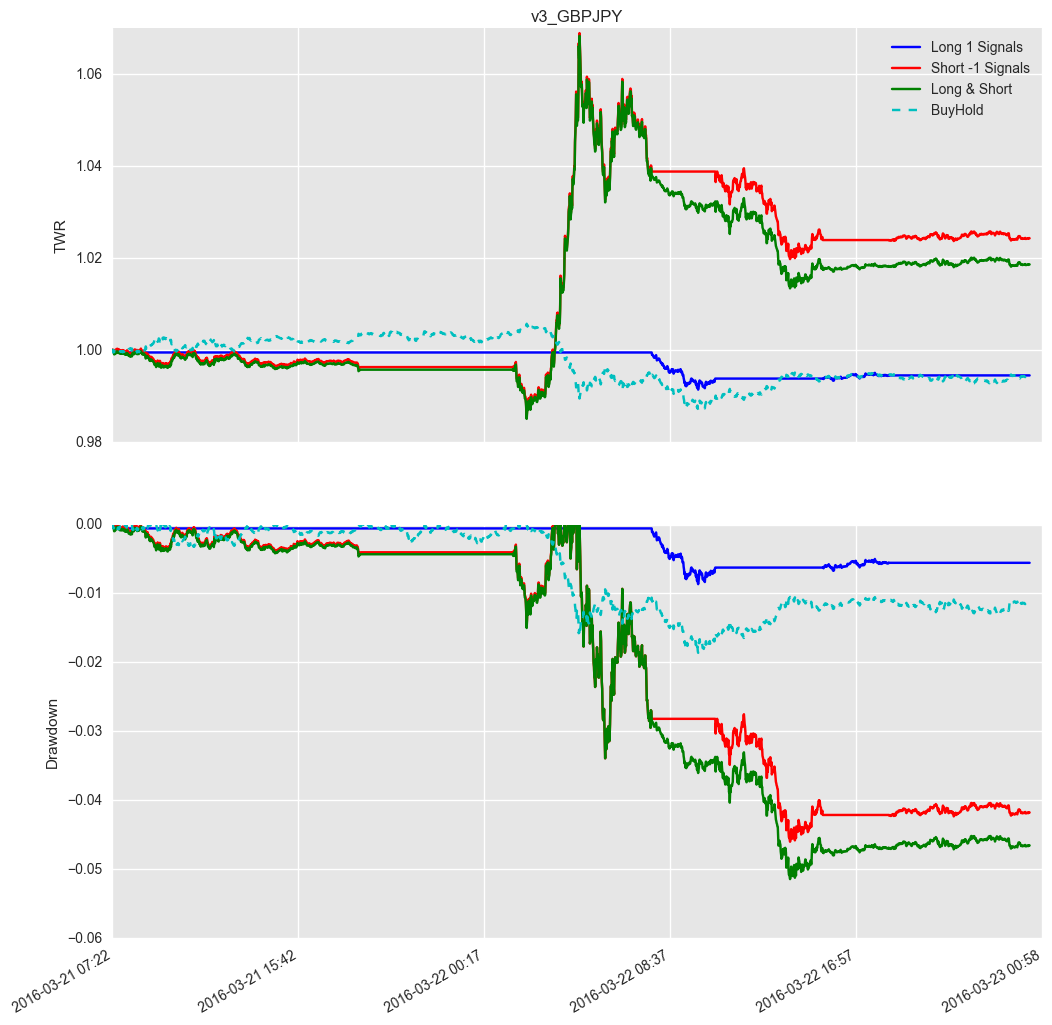 v3_GBPJPY
Long 1 Signals
Short -1 Signals
Long & Short
BuyHold
TWR
1.06
1.04
1.02
1.00
0.98
Drawdown
0.00
−0.01
−0.02
−0.03
−0.04
−0.05
−0.06
2016-03-21 07:22
2016-03-21 15:42
2016-03-22 00:17
2016-03-22 08:37
2016-03-22 16:57
2016-03-23 00:58